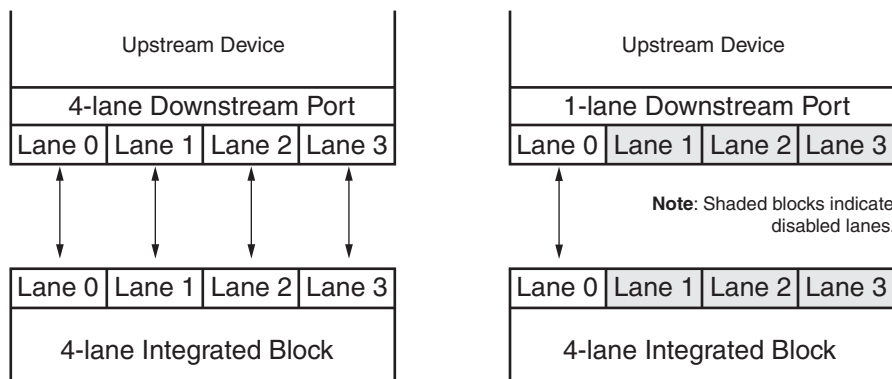 Upstream Device
4-lane Downstream Port
Lane 0 Lane 1 Lane 2 Lane 3
Lane 0 Lane 1 Lane 2 Lane 3
4-lane Integrated Block
Upstream Device
1-lane Downstream Port
Lane 0 Lane 1 Lane 2 Lane 3
Note: Shaded blocks indicate
disabled lanes.
Lane 0 Lane 1 Lane 2 Lane 3
4-lane Integrated Block